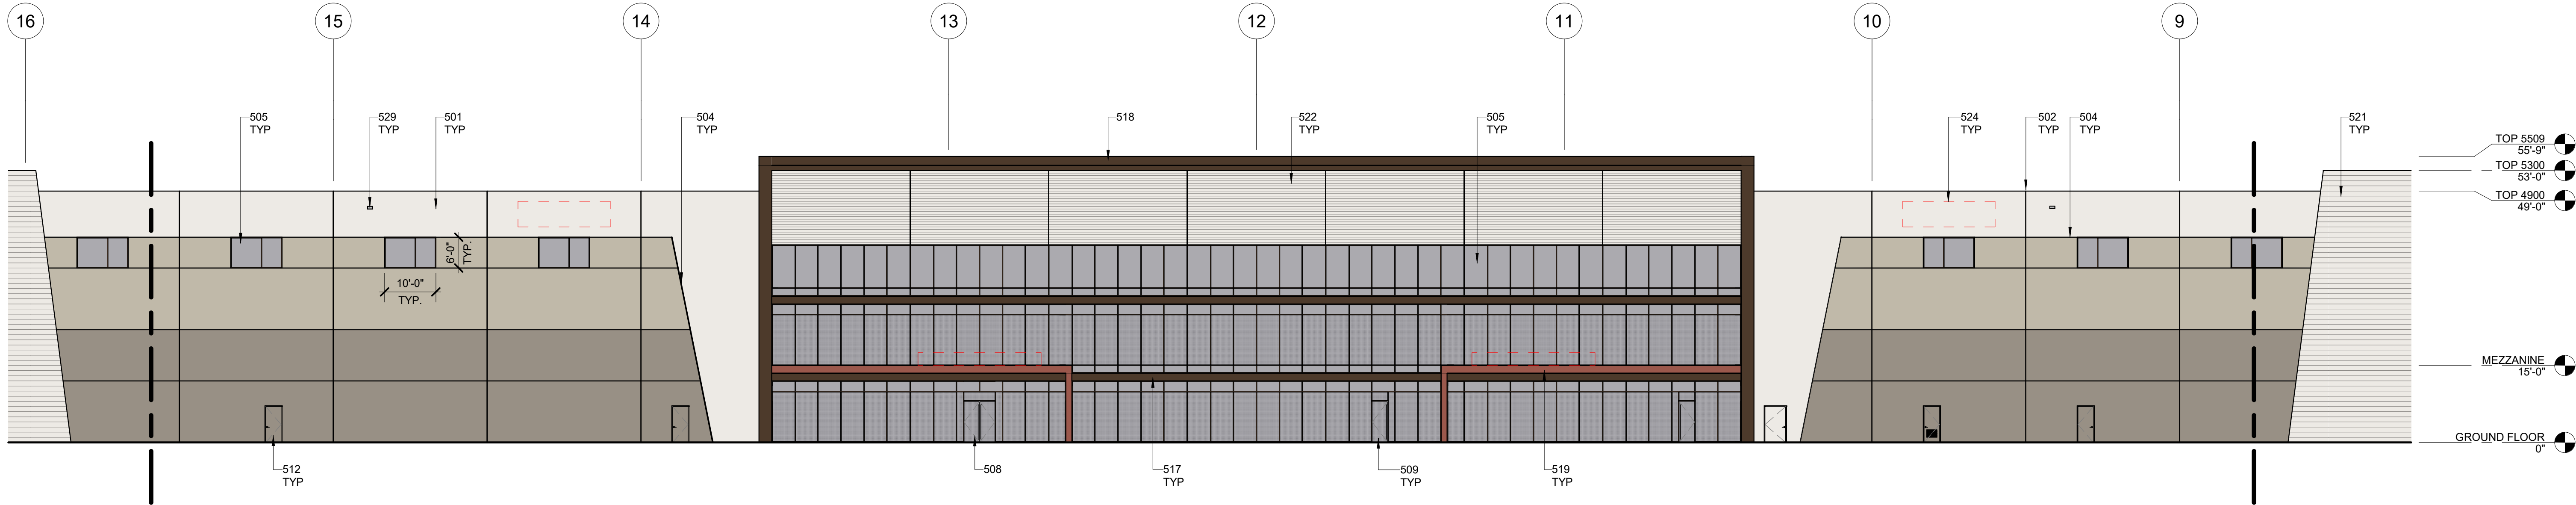 16
15
14
13
12
11
10
9
505
TYP
529
TYP
501
TYP
504
TYP
518
522
TYP
505
TYP
524
TYP
502
TYP
504
TYP
521
TYP
TOP 5509
55'-9"
TOP 5300
53'-0"
TOP 4900
49'-0"
6'-0"
TYP.
10'-0"
TYP.
MEZZANINE
15'-0"
GROUND FLOOR
0"
512
TYP
508
517
TYP
509
TYP
519
TYP